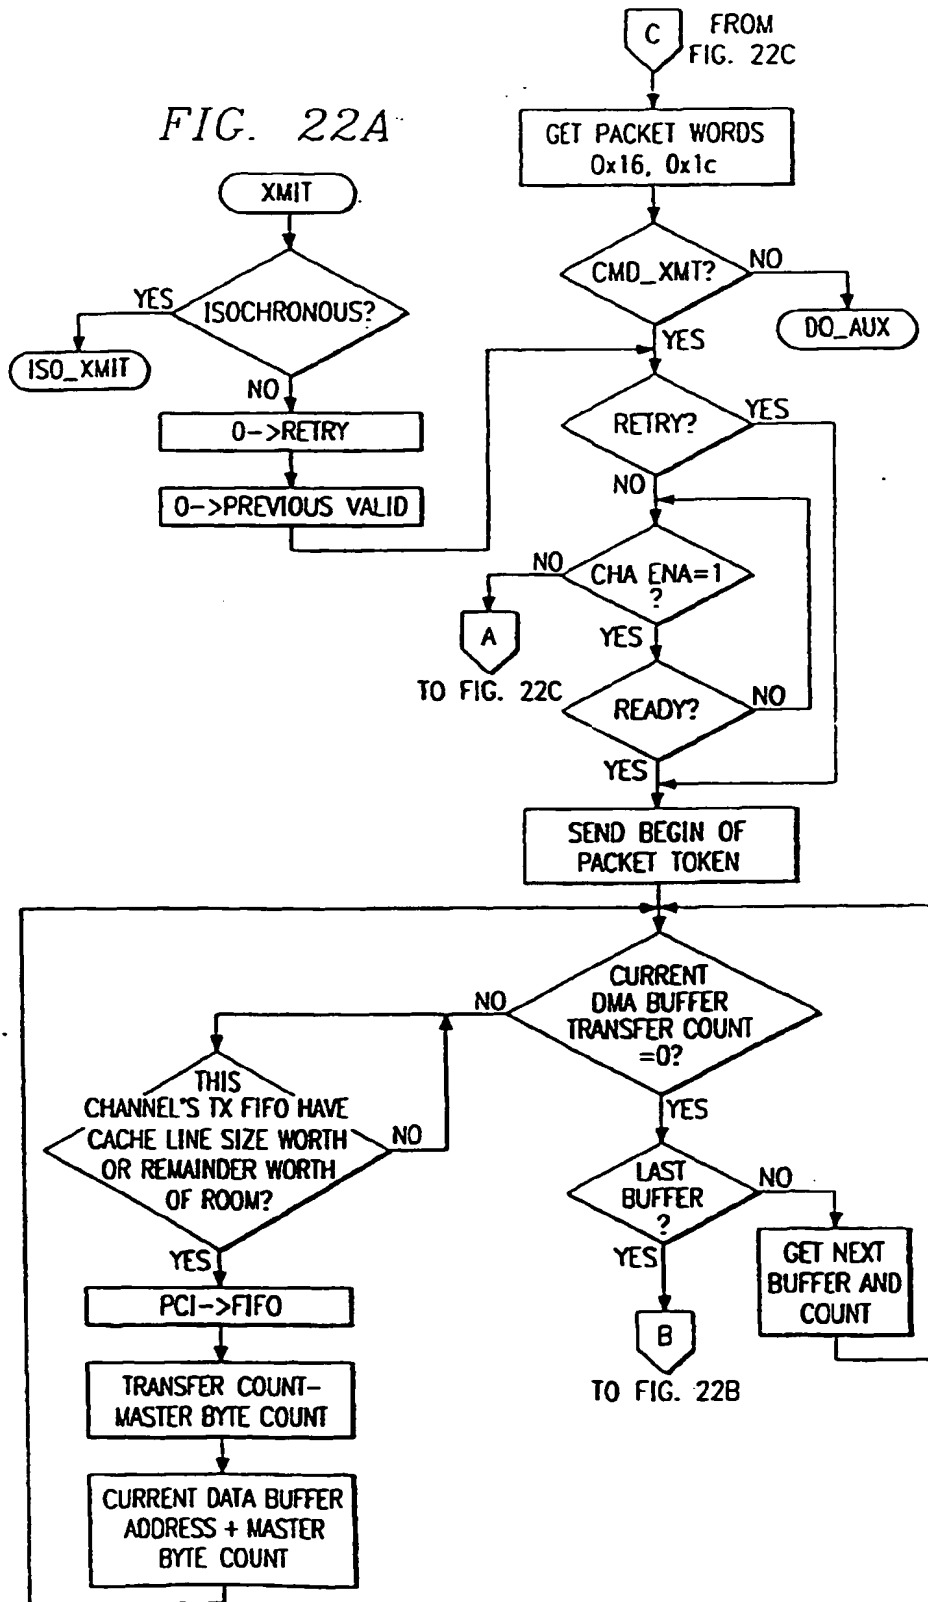 C
FROM
FIG. 22C
FIG. 22A
GET PACKET WORDS
0x16, 0x1c
XMIT
CMD_XMT?
NO
DO_AUX
YES
ISOCHRONOUS?
YES
ISO_XMIT
NO
0->RETRY
0->PREVIOUS VALID
RETRY?
YES
NO
CHA ENA=1
?
NO
A
TO FIG. 22C
YES
READY?
NO
YES
SEND BEGIN OF
PACKET TOKEN
CURRENT
DMA BUFFER
TRANSFER COUNT
=0?
NO
YES
THIS
CHANNEL'S TX FIFO HAVE
CACHE LINE SIZE WORTH
OR REMAINDER WORTH
OF ROOM?
NO
YES
LAST
BUFFER
?
NO
YES
GET NEXT
BUFFER AND
COUNT
B
TO FIG. 22B
PCI->FIFO
TRANSFER COUNT-
MASTER BYTE COUNT
CURRENT DATA BUFFER
ADDRESS + MASTER
BYTE COUNT